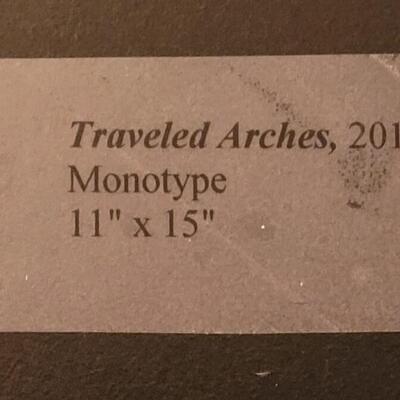 Traveled Arches, 201
Monotype
11" x 15"